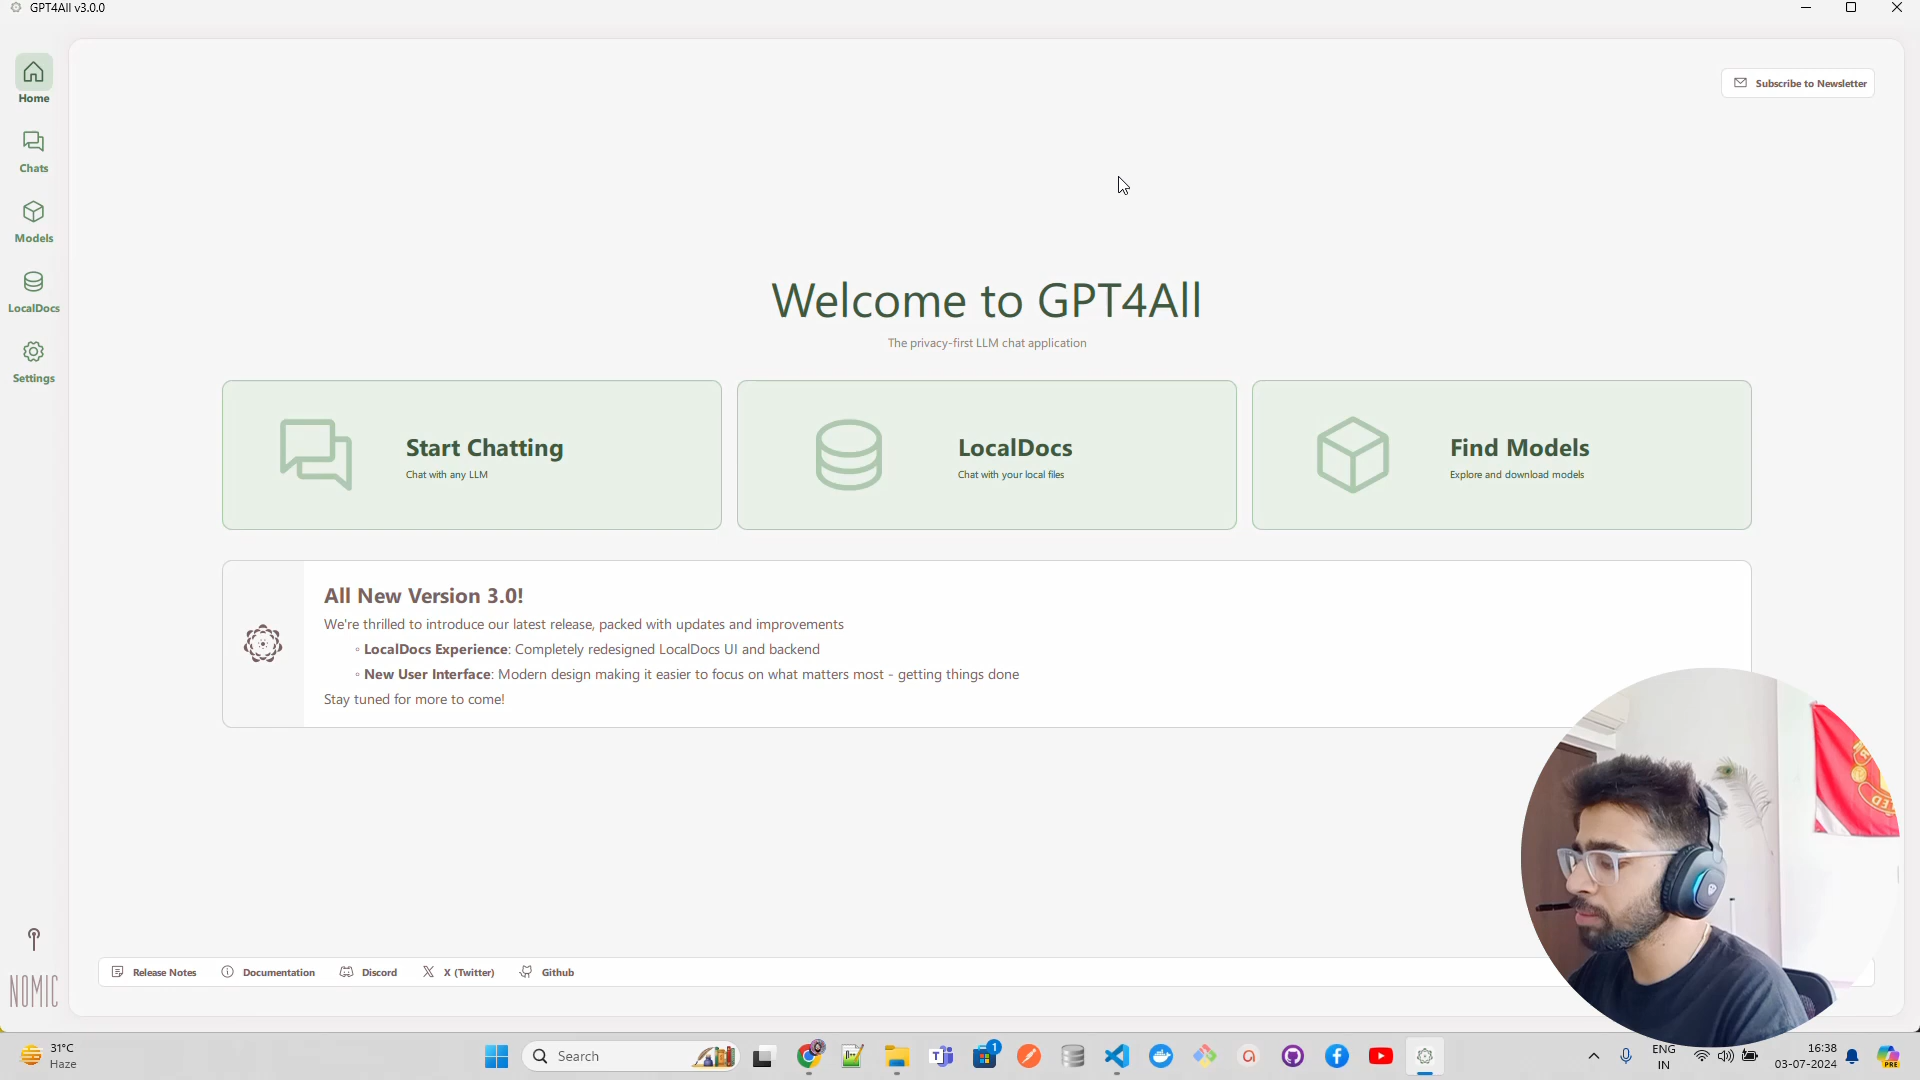 GPT4All v3.0.0
Home
Chats
Models
LocalDocs
Settings
Subscribe to Newsletter
Welcome to GPT4All
The privacy-first LLM chat application
Start Chatting
Chat with any LLM
LocalDocs
Chat with your local files
Find Models
Explore and download models
All New Version 3.0!
We're thrilled to introduce our latest release, packed with updates and improvements
◦ LocalDocs Experience: Completely redesigned LocalDocs UI and backend
◦ New User Interface: Modern design making it easier to focus on what matters most - getting things done
Stay tuned for more to come!
NOMIC
Release Notes
Documentation
Discord
X (Twitter)
Github
31°C
Haze
Search
1
ENG
IN
16:38
03-07-2024
PRE